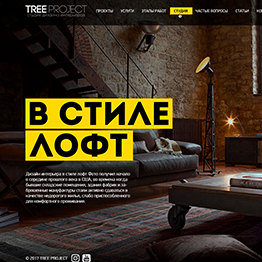 TREE PROJECT
СТУДИЯ ДИЗАЙНА ИНТЕРЬЕРОВ
ПРОЕКТЫ УСЛУГИ ЭТАПЫ РАБОТ СТУДИЯ ЧАСТЫЕ ВОПРОСЫ СТАТЬИ
В СТИЛЕ
ЛОФТ
Дизайн интерьера в стиле лофт Фото получил начало
в середине прошлого века в США, во времена когда
бывшие складские помещения, здания фабрик и за-
брошенные мануфактуры стали активно сдаваться в
качестве недорогого жилья, слабо приспособленного
для комфортного проживания.
© 2017 TREE PROJECT